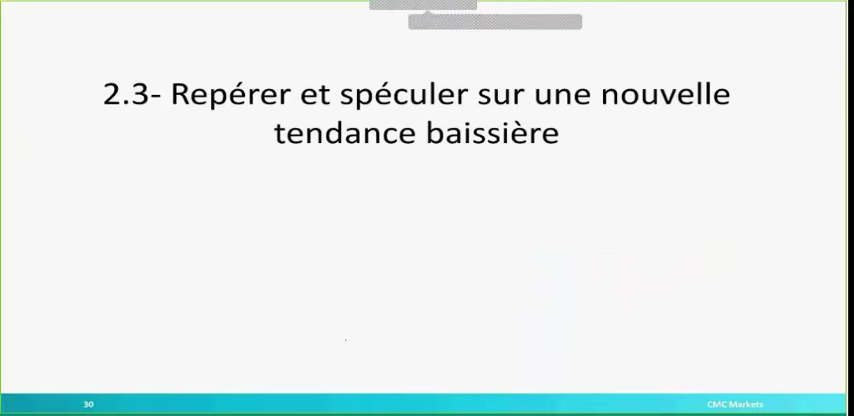 2.3- Repérer et spéculer sur une nouvelle
tendance baissière
30
CMC Markets